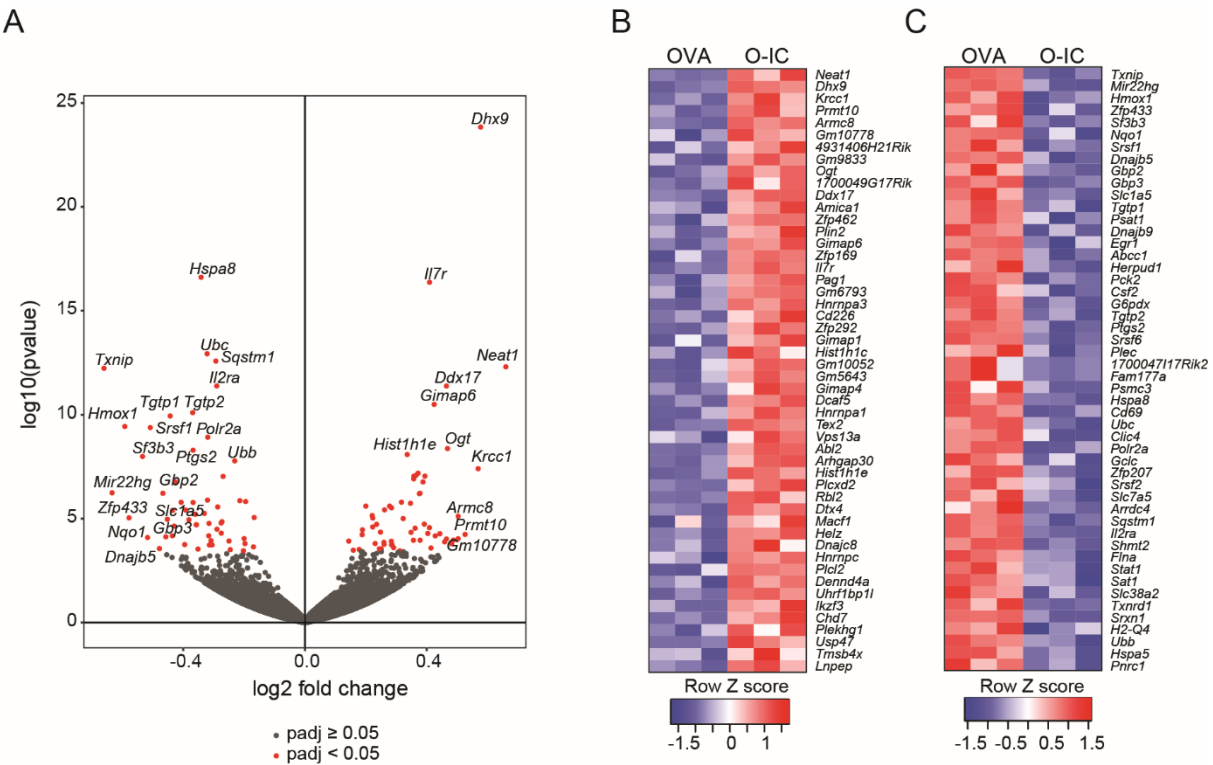 A
B
C
25
20
15
10
5
0
log10(pvalue)
Dhx9
Hspa8
Il7r
Ubc
Sqstm1
Txnip
Neat1
Il2ra
Ddx17
Tgtp1
Tgtp2
Gimap6
Hmox1
Srsf1
Polr2a
Sf3b3
Ptgs2
Ubb
Hist1h1e
Ogt
Krcc1
Mir22hg
Gbp2
Zfp433
Slc1a5
Armc8
Nqo1
Gbp3
Prmt10
Dnajb5
Gm10778
-0.4
0.0
0.4
log2 fold change
padj ≥ 0.05
padj < 0.05
OVA
O-IC
Neat1
Dhx9
Krcc1
Prmt10
Armc8
Gm10778
4931406H21Rik
Gm9833
Ogt
1700049G17Rik
Ddx17
Amica1
Zfp462
Plin2
Gimap6
Zfp169
Il7r
Pag1
Gm6793
Hnrnpa3
Cd226
Zfp292
Gimap1
Hist1h1c
Gm10052
Gm5643
Gimap4
Dcaf5
Hnrnpa1
Tex2
Vps13a
Abl2
Arhgap30
Hist1h1e
Plcxd2
Rbl2
Dtx4
Macf1
Helz
Dnajc8
Hnrnpc
Plcl2
Dennd4a
Uhrf1bp1l
Ikzf3
Chd7
Plekhg1
Usp47
Tmsb4x
Lnpep
Row Z score
-1.5
0
1
OVA
O-IC
Txnip
Mir22hg
Hmox1
Zfp433
Sf3b3
Nqo1
Srsf1
Dnajb5
Gbp2
Gbp3
Slc1a5
Tgtp1
Psat1
Dnajb9
Egr1
Abcc1
Herpud1
Pck2
Csf2
G6pdx
Tgtp2
Ptgs2
Srsf6
Plec
1700047I17Rik2
Fam177a
Psmc3
Hspa8
Cd69
Ubc
Clic4
Polr2a
Gclc
Zfp207
Srsf2
Slc7a5
Arrdc4
Sqstm1
Il2ra
Shmt2
Flna
Stat1
Sat1
Slc38a2
Txnrd1
Srxn1
H2-Q4
Ubb
Hspa5
Pnrc1
Row Z score
-1.5
-0.5
0.5
1.5